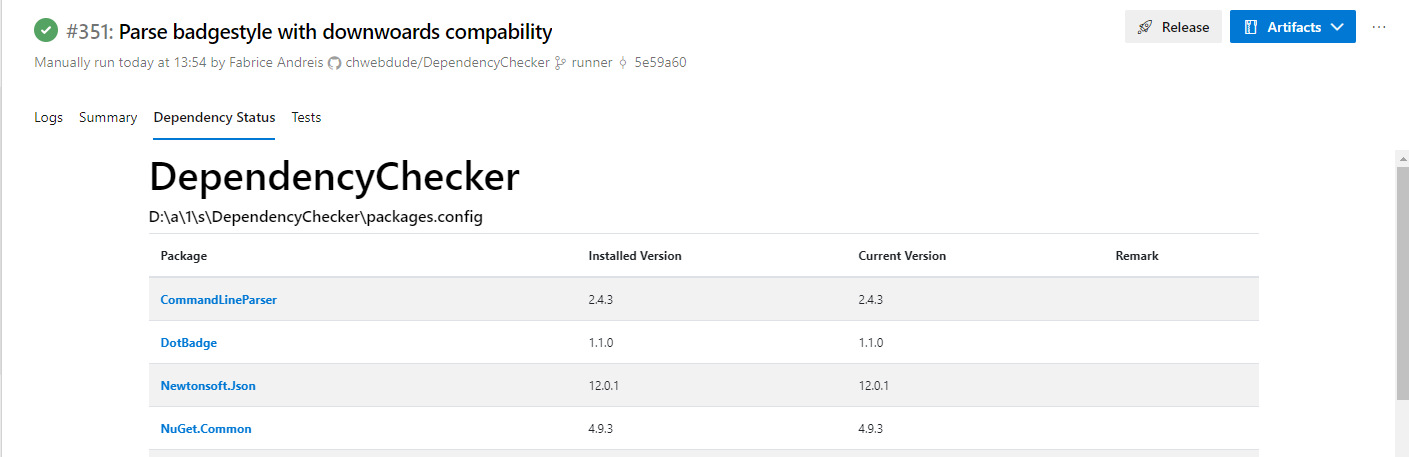 #351: Parse badgestyle with downwoards compability
Release
Artifacts
Manually run today at 13:54 by Fabrice Andreis chwebdude/DependencyChecker runner 5e59a60
Logs Summary Dependency Status Tests
DependencyChecker
D:\a\1\s\DependencyChecker\packages.config
Package Installed Version Current Version Remark
CommandLineParser 2.4.3 2.4.3
DotBadge 1.1.0 1.1.0
Newtonsoft.Json 12.0.1 12.0.1
NuGet.Common 4.9.3 4.9.3